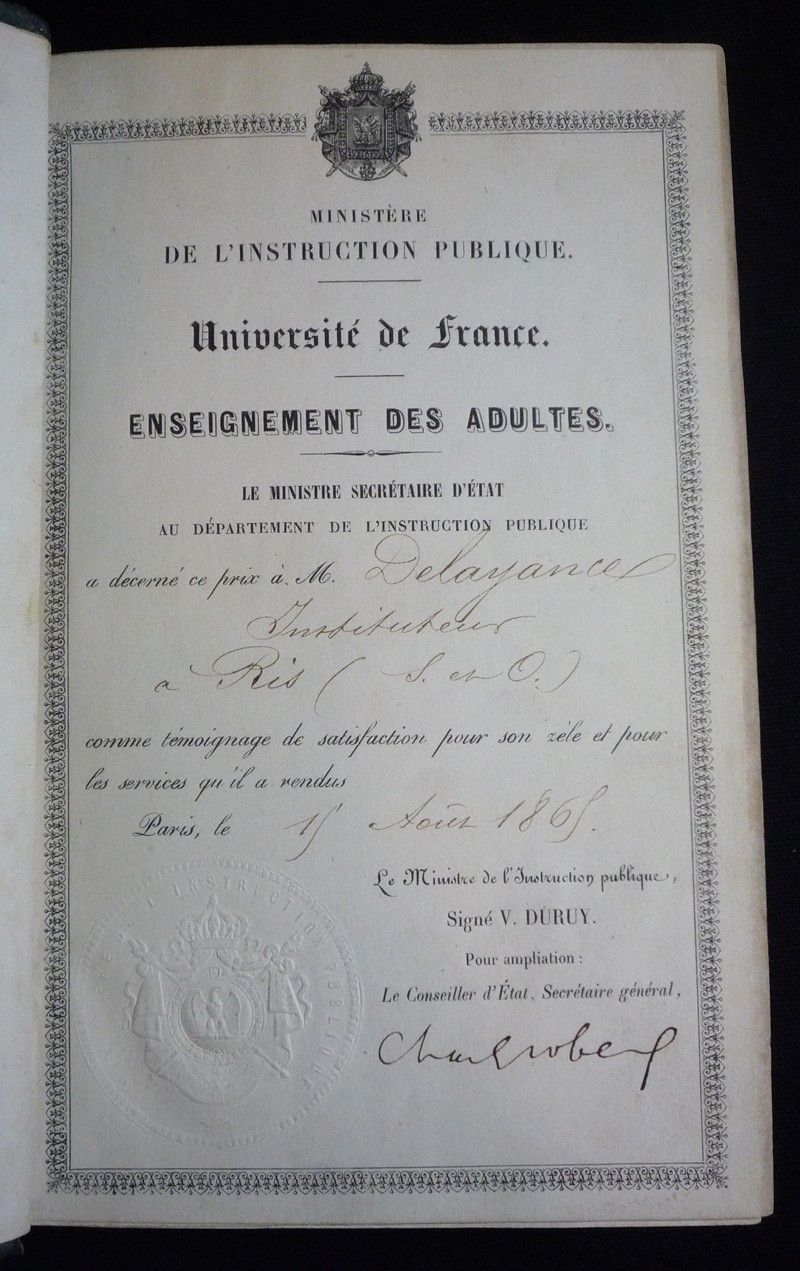 MINISTÈRE
DE L'INSTRUCTION PUBLIQUE.
Université de France.
ENSEIGNEMENT DES ADULTES.
LE MINISTRE SECRÉTAIRE D'ÉTAT
AU DÉPARTEMENT DE L'INSTRUCTION PUBLIQUE
a décerné ce prix à M. Delayance
Instituteur
à Ris (S. et O.)
comme témoignage de satisfaction pour son zèle et pour
les services qu'il a rendus
Paris, le 15 Août 1865.
Le Ministre de l'Instruction publique,
Signé V. DURUY.
Pour ampliation :
Le Conseiller d'État, Secrétaire général,
DE L'INSTRUCTION PUBLIQUE